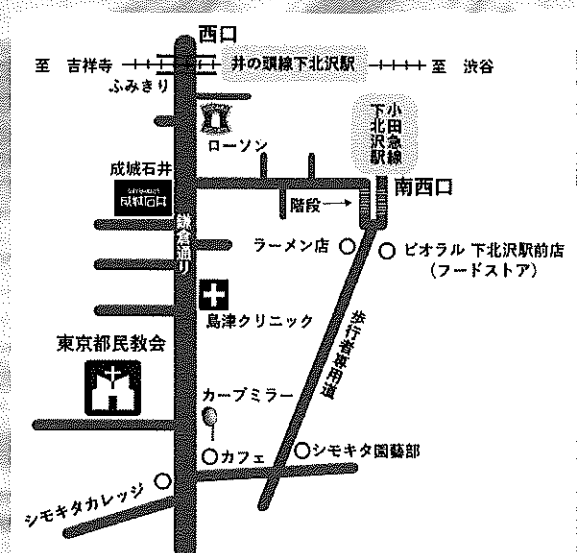 西口
至 吉祥寺
井の頭線下北沢駅
至 渋谷
ふみきり
ローソン
小田急線
下北沢駅
成城石井
成城石井
南西口
階段→
鎌倉通り
ラーメン店
ビオラル 下北沢駅前店
(フードストア)
島津クリニック
歩行者専用道
東京都民教会
カーブミラー
カフェ
シモキタ園藝部
シモキタカレッジ